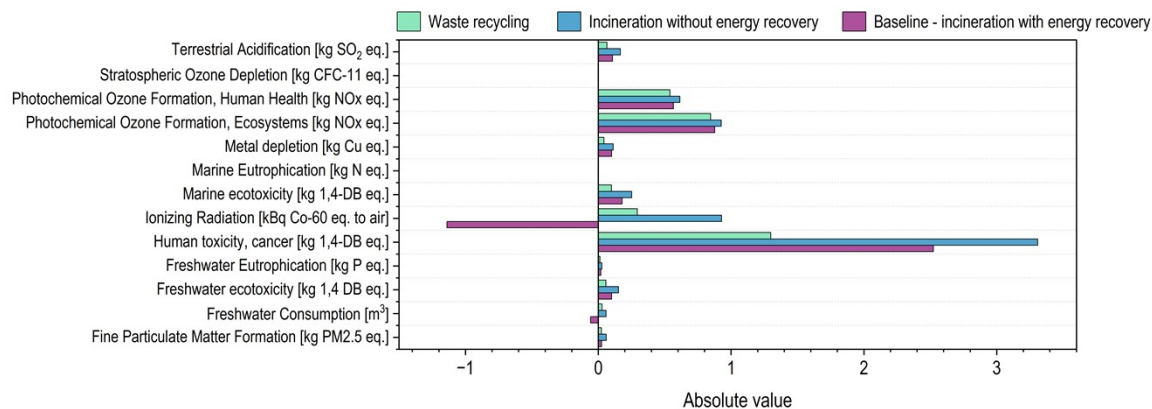 Waste recycling
Incineration without energy recovery
Baseline - incineration with energy recovery
Terrestrial Acidification [kg SO₂ eq.]
Stratospheric Ozone Depletion [kg CFC-11 eq.]
Photochemical Ozone Formation, Human Health [kg NOx eq.]
Photochemical Ozone Formation, Ecosystems [kg NOx eq.]
Metal depletion [kg Cu eq.]
Marine Eutrophication [kg N eq.]
Marine ecotoxicity [kg 1,4-DB eq.]
Ionizing Radiation [kBq Co-60 eq. to air]
Human toxicity, cancer [kg 1,4-DB eq.]
Freshwater Eutrophication [kg P eq.]
Freshwater ecotoxicity [kg 1,4 DB eq.]
Freshwater Consumption [m³]
Fine Particulate Matter Formation [kg PM2.5 eq.]
−1 0 1 2 3
Absolute value